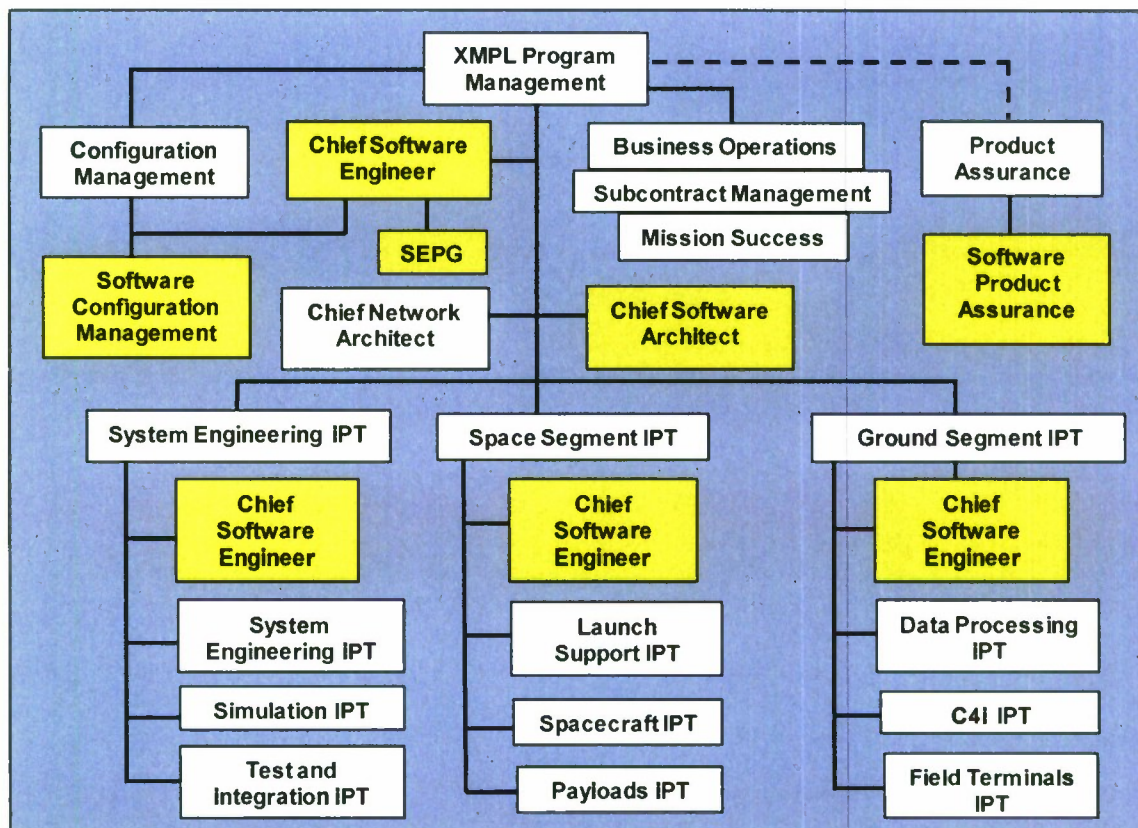 XMPL Program
Management
Configuration
Management
Chief Software
Engineer
Business Operations
Subcontract Management
Mission Success
Product
Assurance
SEPG
Software
Configuration
Management
Software
Product
Assurance
Chief Network
Architect
Chief Software
Architect
System Engineering IPT
Space Segment IPT
Ground Segment IPT
Chief
Software
Engineer
Chief
Software
Engineer
Chief
Software
Engineer
System
Engineering IPT
Launch
Support IPT
Data Processing
IPT
Simulation IPT
Spacecraft IPT
C4I IPT
Test and
Integration IPT
Payloads IPT
Field Terminals
IPT